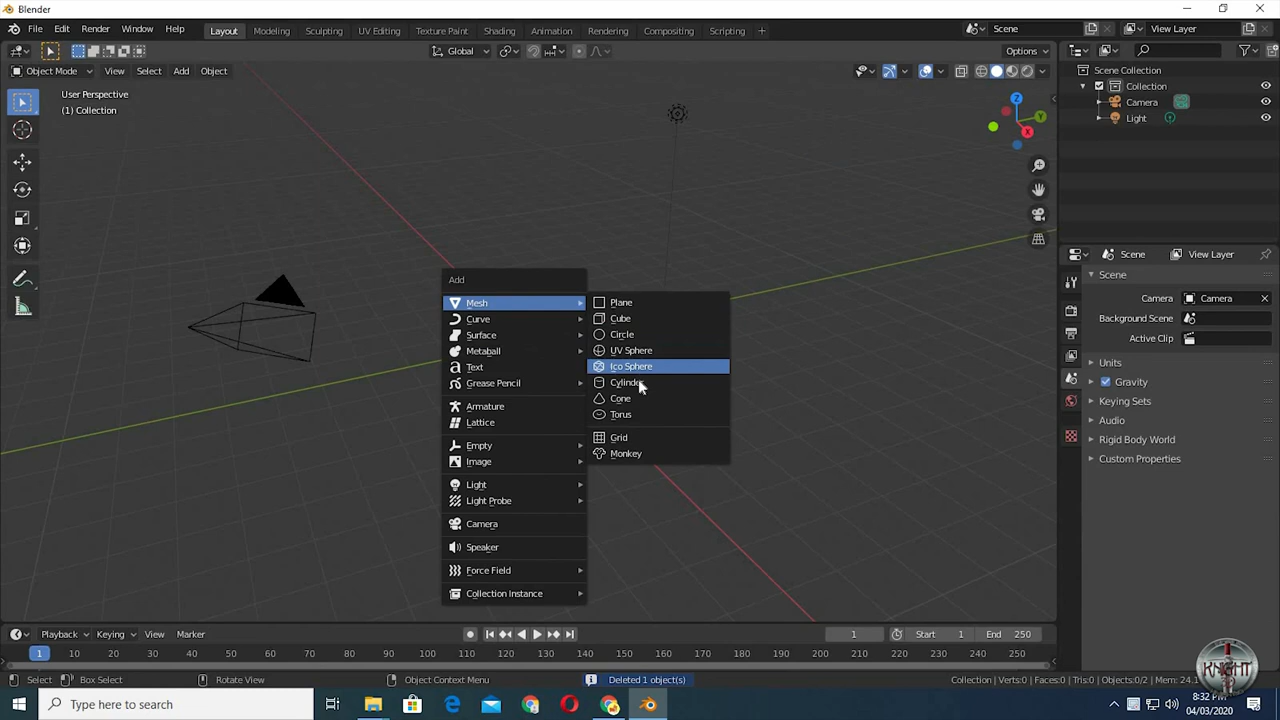 Blender
File Edit Render Window Help
Layout Modeling Sculpting UV Editing Texture Paint Shading Animation Rendering Compositing Scripting +
Scene
View Layer
Global
Options
Object Mode View Select Add Object
User Perspective
(1) Collection
Z
Y
X
Scene Collection
Collection
Camera
Light
Add
Mesh
Curve
Surface
Metaball
Text
Grease Pencil
Armature
Lattice
Empty
Image
Light
Light Probe
Camera
Speaker
Force Field
Collection Instance
Plane
Cube
Circle
UV Sphere
Ico Sphere
Cylinder
Cone
Torus
Grid
Monkey
Scene View Layer
Scene
Camera Camera
Background Scene
Active Clip
Units
Gravity
Keying Sets
Audio
Rigid Body World
Custom Properties
Playback Keying View Marker
1 Start 1 End 250
1 10 20 30 40 50 60 70 80 90 100 110 120 130 140 150 160 170 180 190 200 210 220 230 240 250
Select Box Select Rotate View Object Context Menu Deleted 1 object(s) Collection | Verts:0 | Faces:0 | Tris:0 | Objects:0/2 | Mem: 24.1
KNIGHT
Type here to search
8:32 PM
04/03/2020